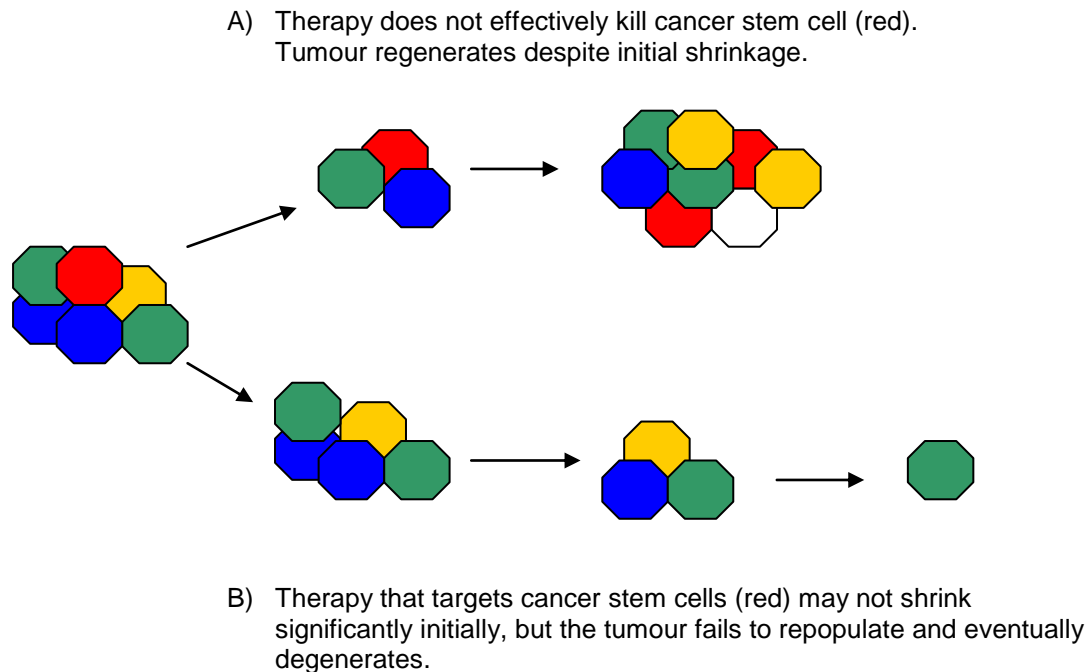 A) Therapy does not effectively kill cancer stem cell (red).
Tumour regenerates despite initial shrinkage.
B) Therapy that targets cancer stem cells (red) may not shrink
significantly initially, but the tumour fails to repopulate and eventually
degenerates.